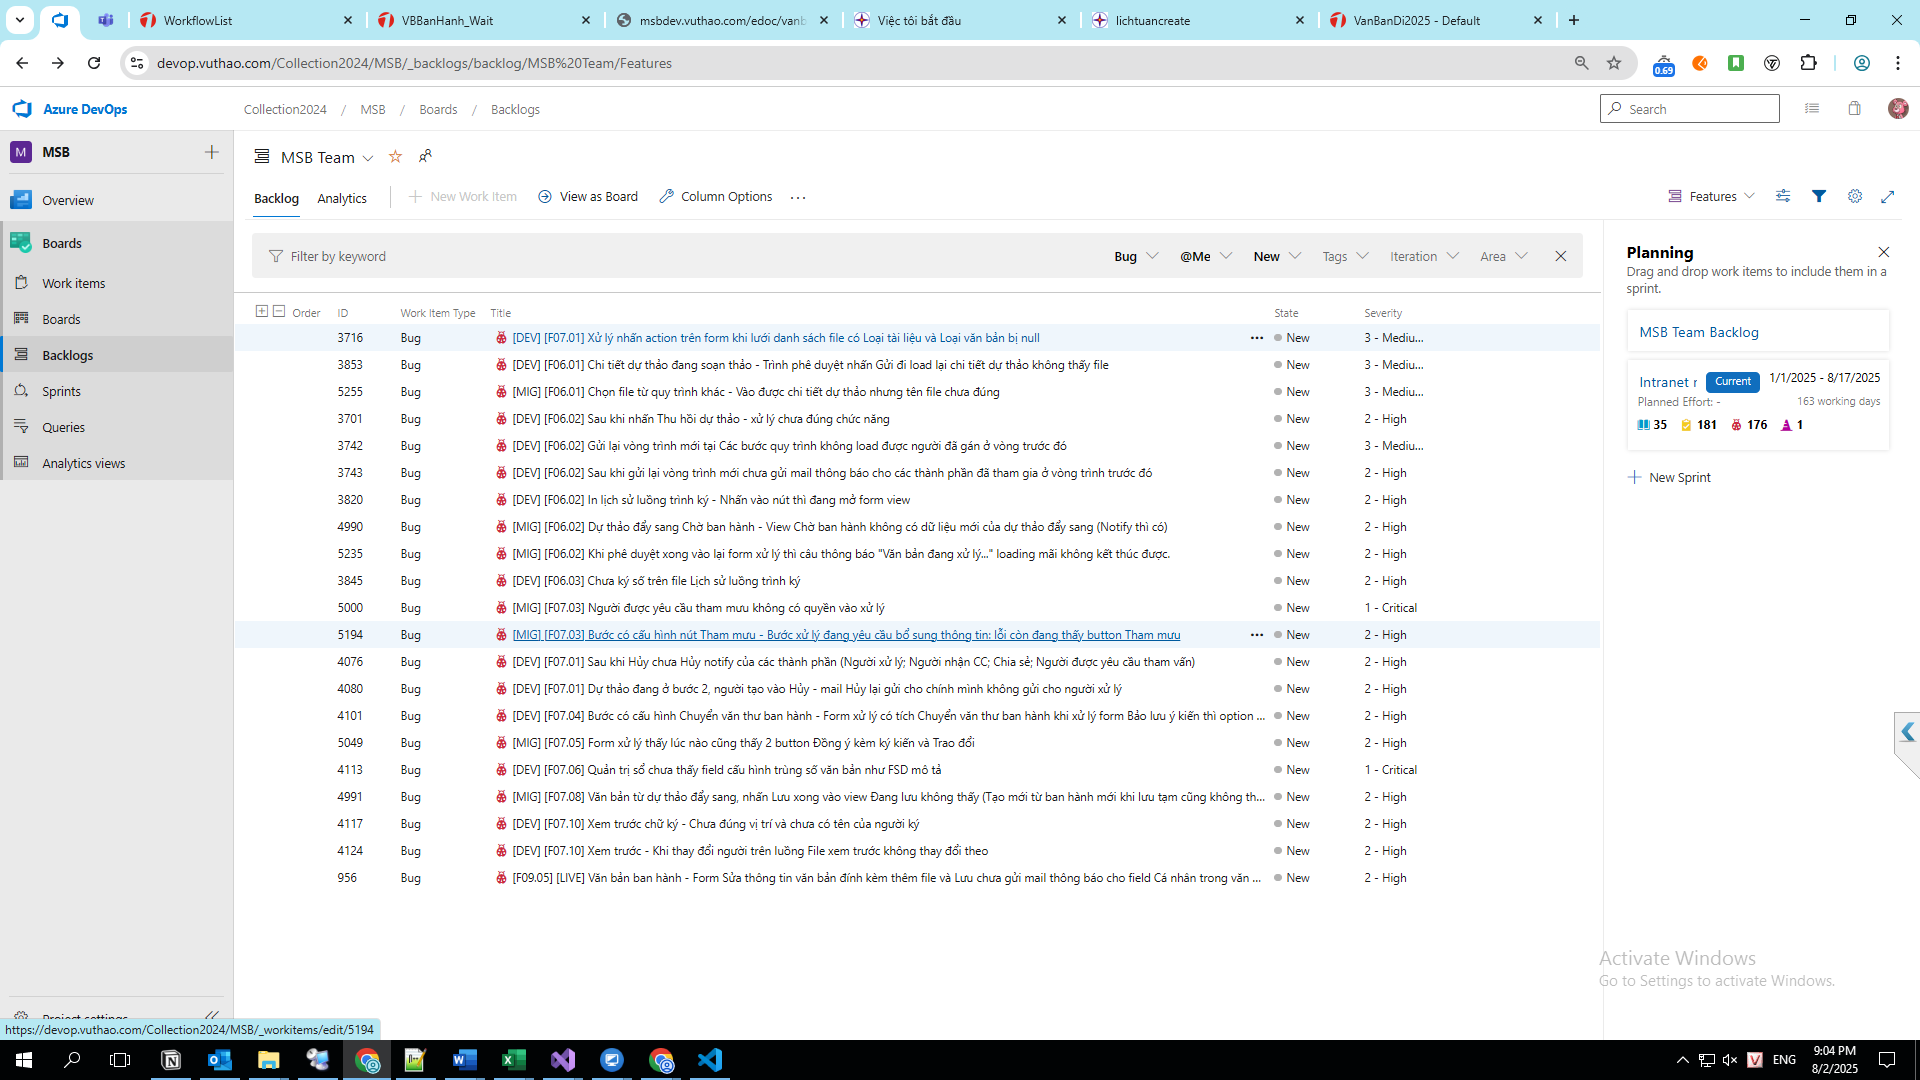 WorkflowList
VBBanHanh_Wait
msbdev.vuthao.com/edoc/vanb
Việc tôi bắt đầu
lichtuancreate
VanBanDi2025 - Default
devop.vuthao.com/Collection2024/MSB/_backlogs/backlog/MSB%20Team/Features
0.69
Azure DevOps
Collection2024 / MSB / Boards / Backlogs
Search
M MSB
Overview
Boards
Work items
Boards
Backlogs
Sprints
Queries
Analytics views
Project settings
MSB Team
Backlog Analytics New Work Item View as Board Column Options ...
Features
Filter by keyword
Bug @Me New Tags Iteration Area
Order ID Work Item Type Title State Severity
3716 Bug [DEV] [F07.01] Xử lý nhấn action trên form khi lưới danh sách file có Loại tài liệu và Loại văn bản bị null ... New 3 - Mediu...
3853 Bug [DEV] [F06.01] Chi tiết dự thảo đang soạn thảo - Trình phê duyệt nhấn Gửi đi load lại chi tiết dự thảo không thấy file New 3 - Mediu...
5255 Bug [MIG] [F06.01] Chọn file từ quy trình khác - Vào được chi tiết dự thảo nhưng tên file chưa đúng New 3 - Mediu...
3701 Bug [DEV] [F06.02] Sau khi nhấn Thu hồi dự thảo - xử lý chưa đúng chức năng New 2 - High
3742 Bug [DEV] [F06.02] Gửi lại vòng trình mới tại Các bước quy trình không load được người đã gán ở vòng trước đó New 3 - Mediu...
3743 Bug [DEV] [F06.02] Sau khi gửi lại vòng trình mới chưa gửi mail thông báo cho các thành phần đã tham gia ở vòng trình trước đó New 2 - High
3820 Bug [DEV] [F06.02] In lịch sử luồng trình ký - Nhấn vào nút thì đang mở form view New 2 - High
4990 Bug [MIG] [F06.02] Dự thảo đẩy sang Chờ ban hành - View Chờ ban hành không có dữ liệu mới của dự thảo đẩy sang (Notify thì có) New 2 - High
5235 Bug [MIG] [F06.02] Khi phê duyệt xong vào lại form xử lý thì câu thông báo "Văn bản đang xử lý..." loading mãi không kết thúc được. New 2 - High
3845 Bug [DEV] [F06.03] Chưa ký số trên file Lịch sử luồng trình ký New 2 - High
5000 Bug [MIG] [F07.03] Người được yêu cầu tham mưu không có quyền vào xử lý New 1 - Critical
5194 Bug [MIG] [F07.03] Bước có cấu hình nút Tham mưu - Bước xử lý đang yêu cầu bổ sung thông tin: lỗi còn đang thấy button Tham mưu ... New 2 - High
4076 Bug [DEV] [F07.01] Sau khi Hủy chưa Hủy notify của các thành phần (Người xử lý; Người nhận CC; Chia sẻ; Người được yêu cầu tham vấn) New 2 - High
4080 Bug [DEV] [F07.01] Dự thảo đang ở bước 2, người tạo vào Hủy - mail Hủy lại gửi cho chính mình không gửi cho người xử lý New 2 - High
4101 Bug [DEV] [F07.04] Bước có cấu hình Chuyển văn thư ban hành - Form xử lý có tích Chuyển văn thư ban hành khi xử lý form Bảo lưu ý kiến thì option ... New 2 - High
5049 Bug [MIG] [F07.05] Form xử lý thấy lúc nào cũng thấy 2 button Đồng ý kèm ký kiến và Trao đổi New 2 - High
4113 Bug [DEV] [F07.06] Quản trị sổ chưa thấy field cấu hình trùng số văn bản như FSD mô tả New 1 - Critical
4991 Bug [MIG] [F07.08] Văn bản từ dự thảo đẩy sang, nhấn Lưu xong vào view Đang lưu không thấy (Tạo mới từ ban hành mới khi lưu tạm cũng không th... New 2 - High
4117 Bug [DEV] [F07.10] Xem trước chữ ký - Chưa đúng vị trí và chưa có tên của người ký New 2 - High
4124 Bug [DEV] [F07.10] Xem trước - Khi thay đổi người trên luồng File xem trước không thay đổi theo New 2 - High
956 Bug [F09.05] [LIVE] Văn bản ban hành - Form Sửa thông tin văn bản đính kèm thêm file và Lưu chưa gửi mail thông báo cho field Cá nhân trong văn ... New 2 - High
Planning
Drag and drop work items to include them in a
sprint.
MSB Team Backlog
Intranet r Current 1/1/2025 - 8/17/2025
Planned Effort: - 163 working days
35 181 176 1
New Sprint
Activate Windows
Go to Settings to activate Windows.
https://devop.vuthao.com/Collection2024/MSB/_workitems/edit/5194
ENG
9:04 PM
8/2/2025